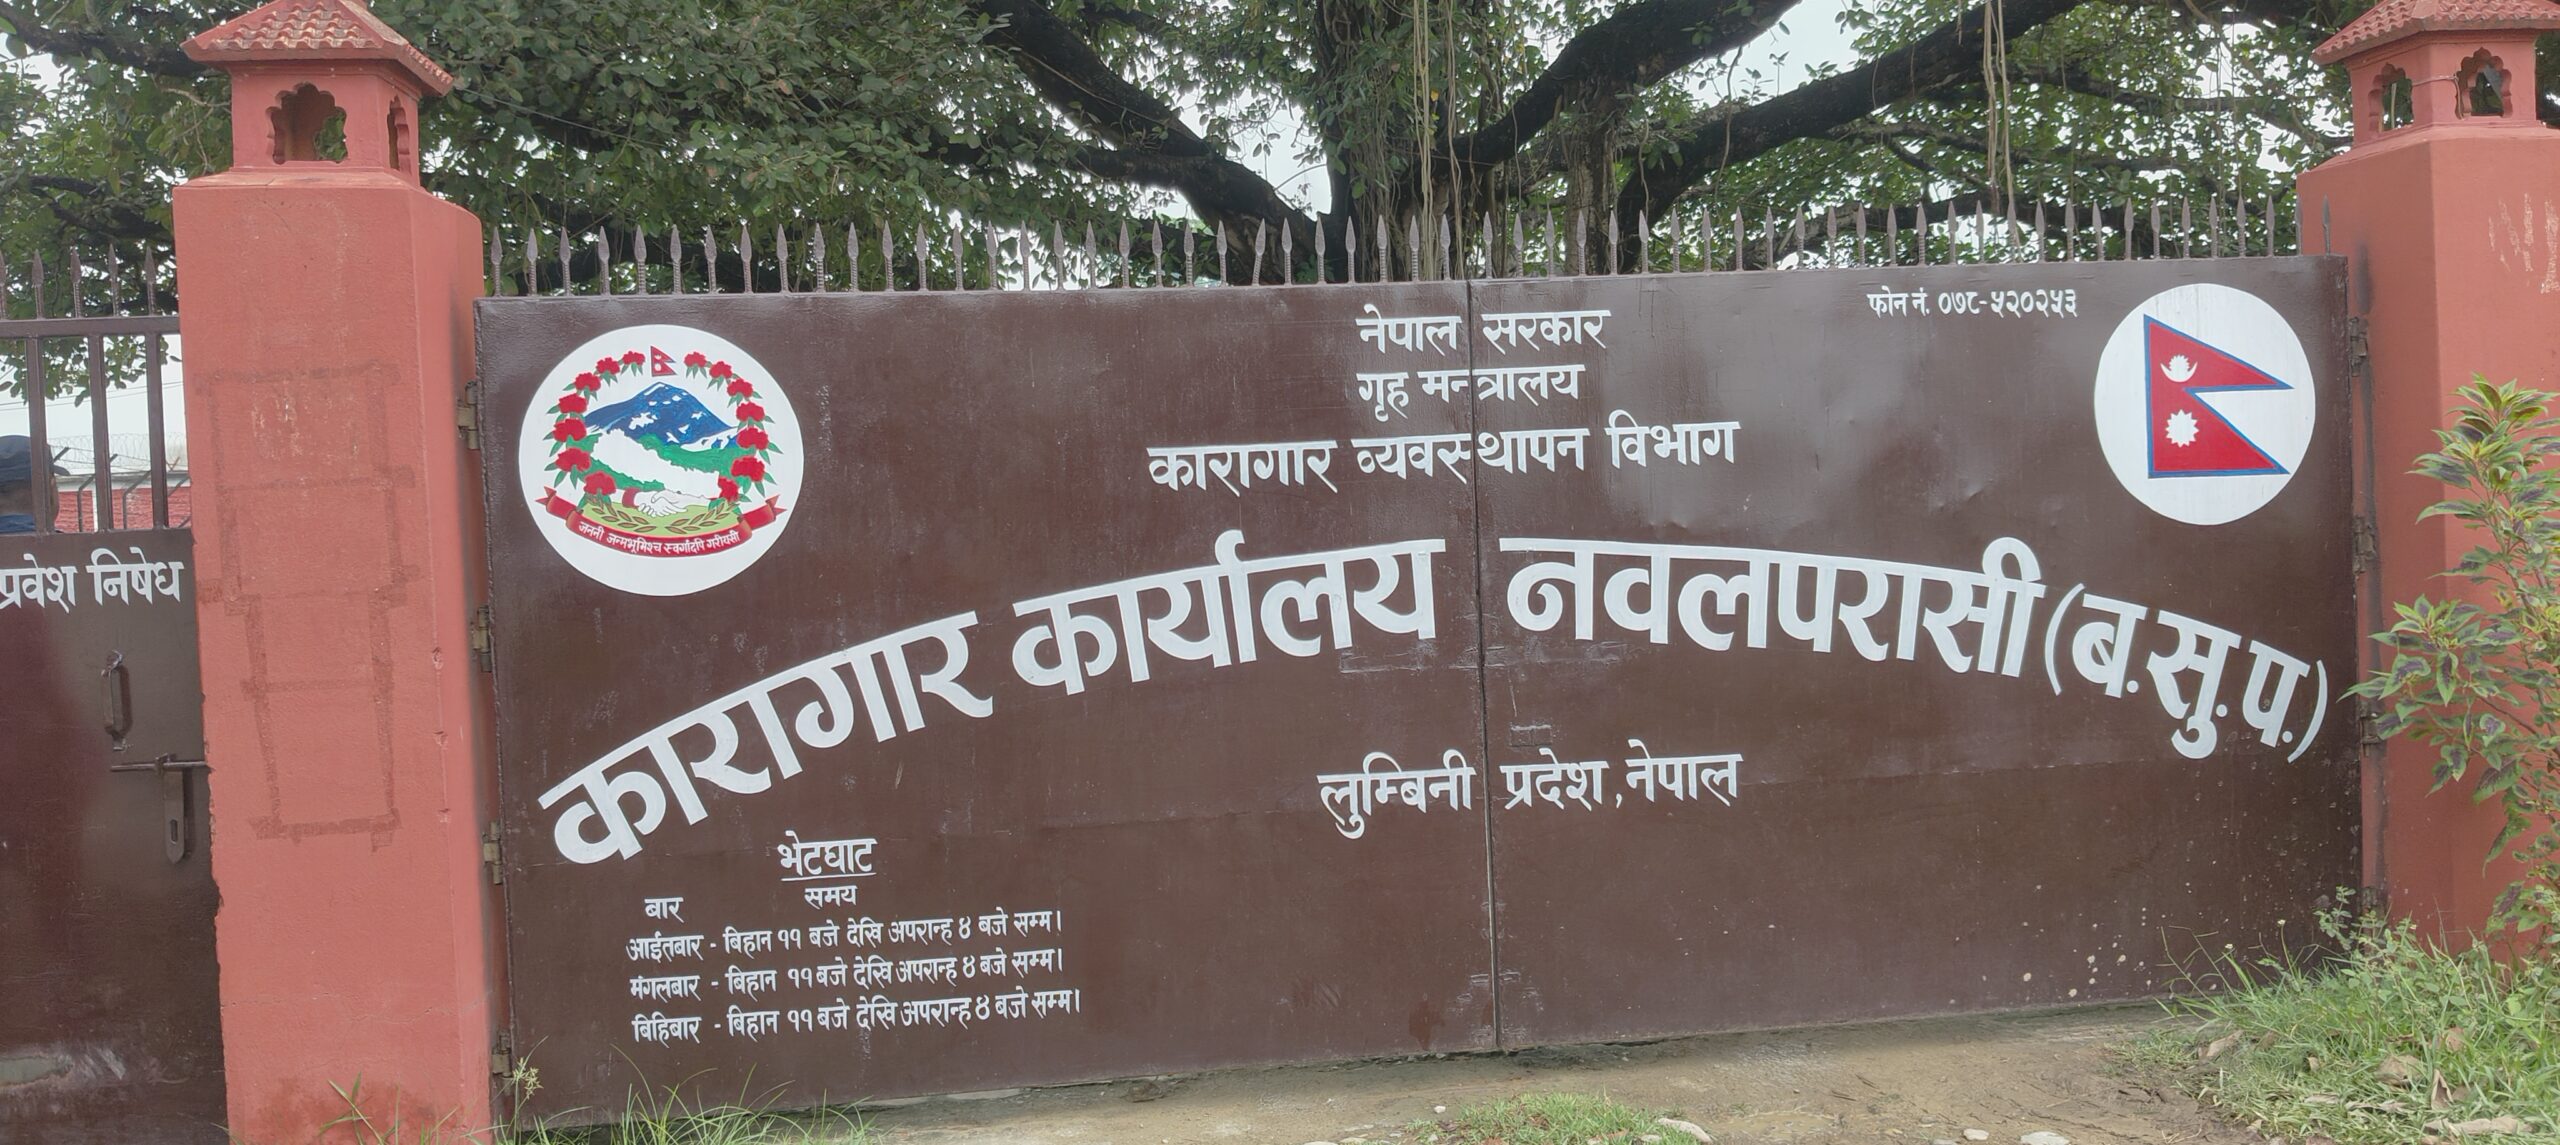 नेपाल सरकार
गृह मन्त्रालय
कारागार व्यवस्थापन विभाग
फोन नं. ०७८-५२०२५३
जननी जन्मभूमिश्च स्वर्गादपि गरीयसी
प्रवेश निषेध
कारागार कार्यालय नवलपरासी (ब.सु.प.)
लुम्बिनी प्रदेश, नेपाल
भेटघाट
बार समय
आईतबार - बिहान ११ बजे देखि अपरान्ह ४ बजे सम्म।
मंगलबार - बिहान ११ बजे देखि अपरान्ह ४ बजे सम्म।
बिहिबार - बिहान ११ बजे देखि अपरान्ह ४ बजे सम्म।